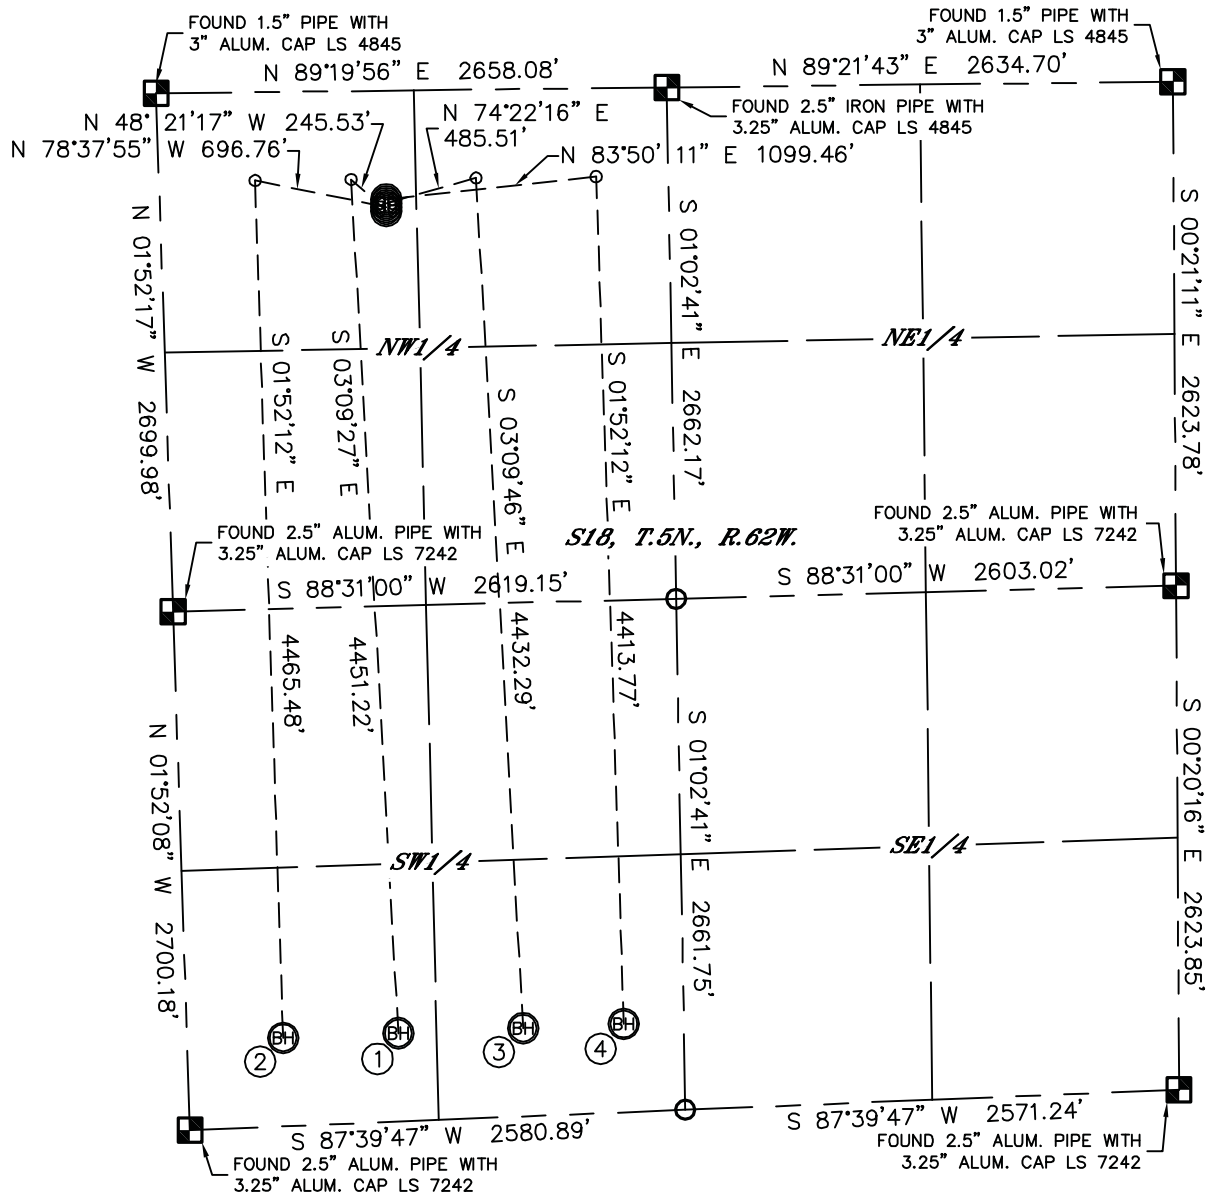 FOUND 1.5" PIPE WITH
3" ALUM. CAP LS 4845
FOUND 1.5" PIPE WITH
3" ALUM. CAP LS 4845
N 89°19'56" E 2658.08'
N 89°21'43" E 2634.70'
FOUND 2.5" IRON PIPE WITH
3.25" ALUM. CAP LS 4845
N 48° 21'17" W 245.53'
N 74°22'16" E
485.51'
N 78°37'55" W 696.76'
N 83°50' 11" E 1099.46'
N 01°52'17" W 2699.98'
S 01°52'12" E
S 03°09'27" E
S 03°09'46" E
S 01°52'12" E
S 01°02'41" E 2662.17'
S 00°21'11" E 2623.78'
NW1/4
NE1/4
S18, T.5N., R.62W.
FOUND 2.5" ALUM. PIPE WITH
3.25" ALUM. CAP LS 7242
FOUND 2.5" ALUM. PIPE WITH
3.25" ALUM. CAP LS 7242
S 88°31'00" W 2619.15'
S 88°31'00" W 2603.02'
4465.48'
4451.22'
4432.29'
4413.77'
N 01°52'08" W 2700.18'
S 01°02'41" E 2661.75'
S 00°20'16" E 2623.85'
SW1/4
SE1/4
BH
BH
BH
BH
2
1
3
4
S 87°39'47" W 2580.89'
S 87°39'47" W 2571.24'
FOUND 2.5" ALUM. PIPE WITH
3.25" ALUM. CAP LS 7242
FOUND 2.5" ALUM. PIPE WITH
3.25" ALUM. CAP LS 7242